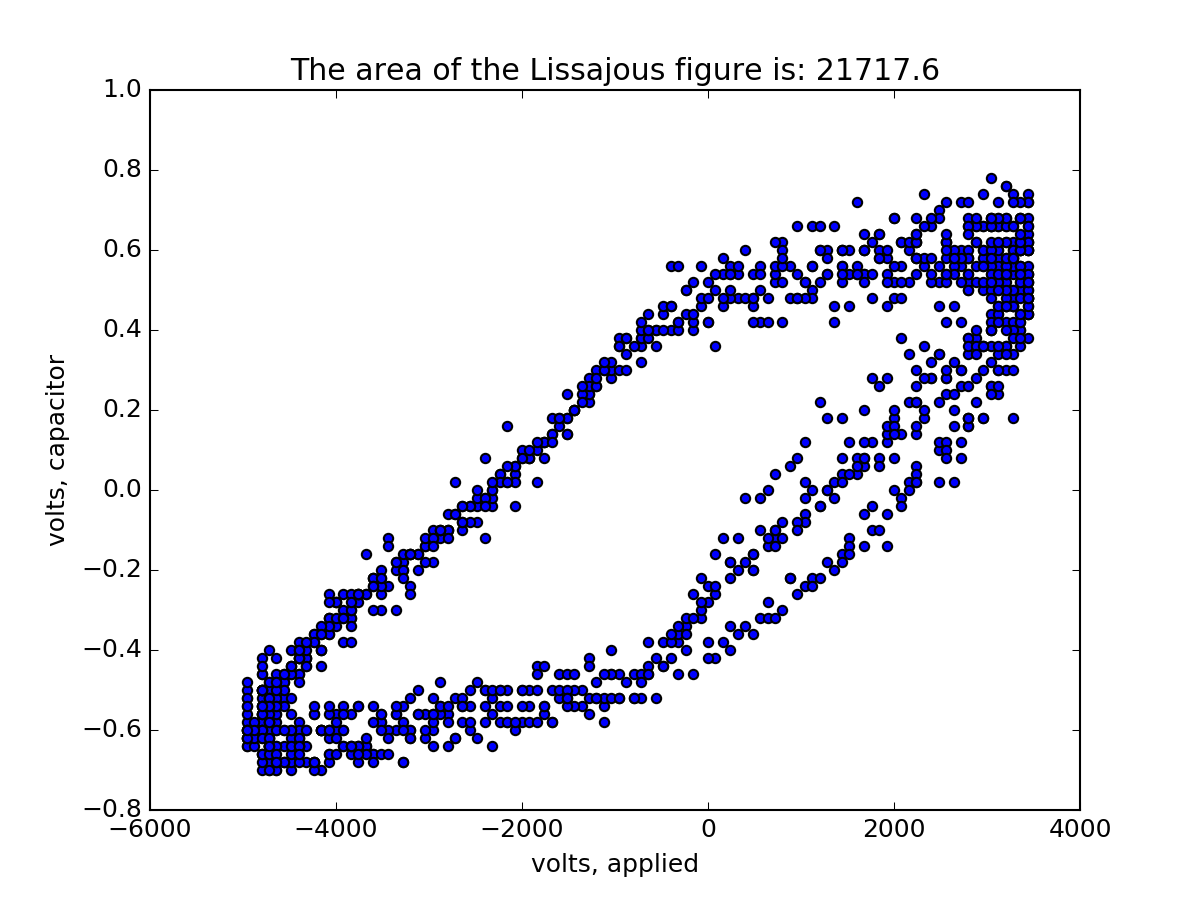 The area of the Lissajous figure is: 21717.6
1.0
0.8
0.6
0.4
0.2
0.0
−0.2
−0.4
−0.6
−0.8
volts, capacitor
−6000 −4000 −2000 0 2000 4000
volts, applied